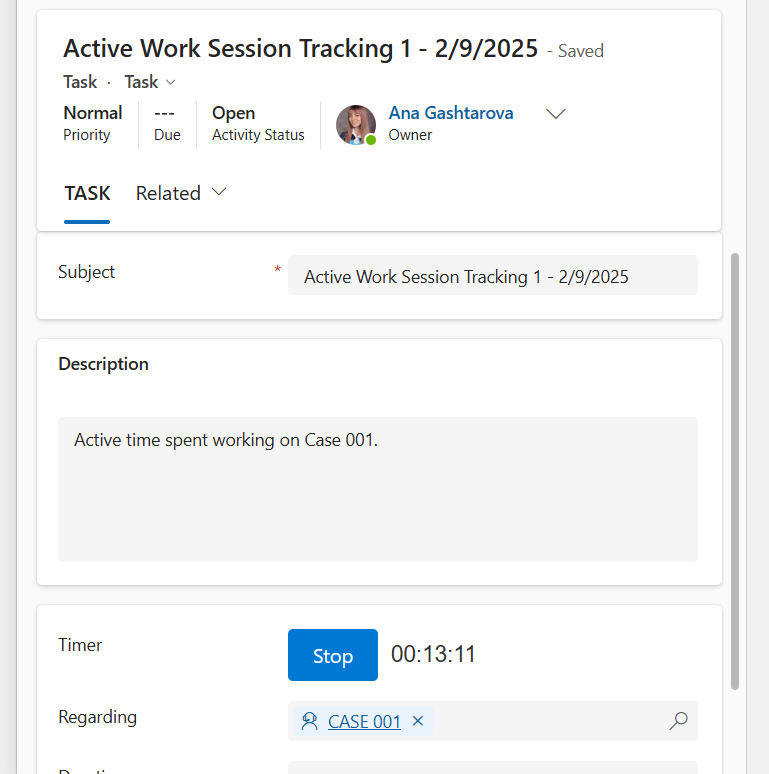 Active Work Session Tracking 1 - 2/9/2025 - Saved
Task · Task
Normal --- Open Ana Gashtarova
Priority Due Activity Status Owner
TASK Related
Subject * Active Work Session Tracking 1 - 2/9/2025
Description
Active time spent working on Case 001.
Timer Stop 00:13:11
Regarding CASE 001 ×